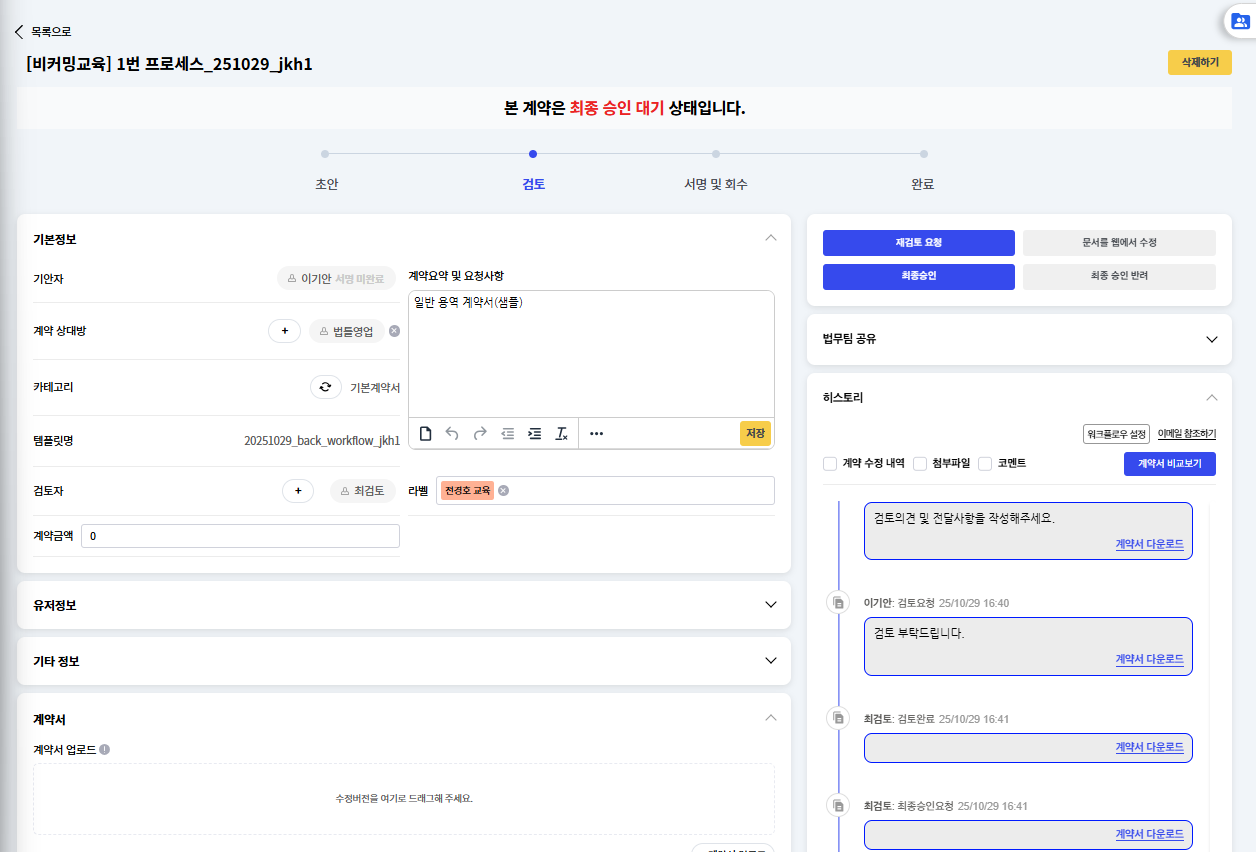 목록으로
[비커밍교육] 1번 프로세스_251029_jkh1
삭제하기
본 계약은 최종 승인 대기 상태입니다.
초안
검토
서명 및 회수
완료
기본정보
기안자
이기안 서명 미완료
계약 상대방
+
법틀영업
카테고리
기본계약서
템플릿명
20251029_back_workflow_jkh1
검토자
+
최검토
계약금액
0
계약요약 및 요청사항
일반 용역 계약서(샘플)
저장
라벨
전경호 교육
유저정보
기타 정보
계약서
계약서 업로드
수정버전을 여기로 드래그해 주세요.
재검토 요청
문서를 웹에서 수정
최종승인
최종 승인 반려
법무팀 공유
히스토리
워크플로우 설정
이메일 참조하기
계약 수정 내역
첨부파일
코멘트
계약서 비교보기
검토의견 및 전달사항을 작성해주세요.
계약서 다운로드
이기안: 검토요청 25/10/29 16:40
검토 부탁드립니다.
계약서 다운로드
최검토: 검토완료 25/10/29 16:41
계약서 다운로드
최검토: 최종승인요청 25/10/29 16:41
계약서 다운로드